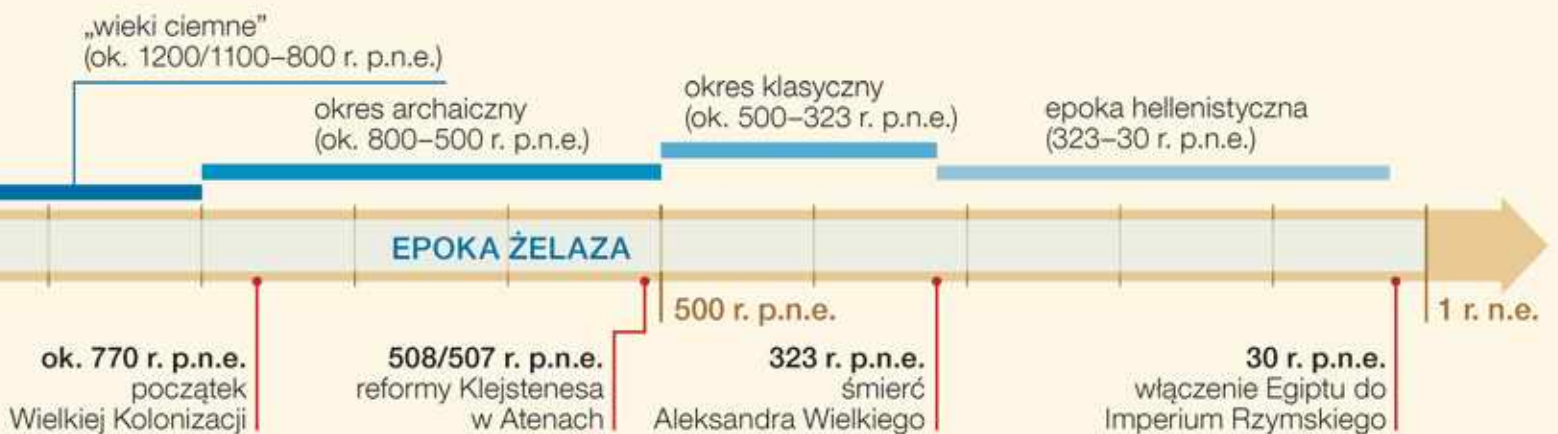 „wieki ciemne”
(ok. 1200/1100–800 r. p.n.e.)
okres archaiczny
(ok. 800–500 r. p.n.e.)
okres klasyczny
(ok. 500–323 r. p.n.e.)
epoka hellenistyczna
(323–30 r. p.n.e.)
EPOKA ŻELAZA
500 r. p.n.e.
1 r. n.e.
ok. 770 r. p.n.e.
początek
Wielkiej Kolonizacji
508/507 r. p.n.e.
reformy Klejstenesa
w Atenach
323 r. p.n.e.
śmierć
Aleksandra Wielkiego
30 r. p.n.e.
włączenie Egiptu do
Imperium Rzymskiego